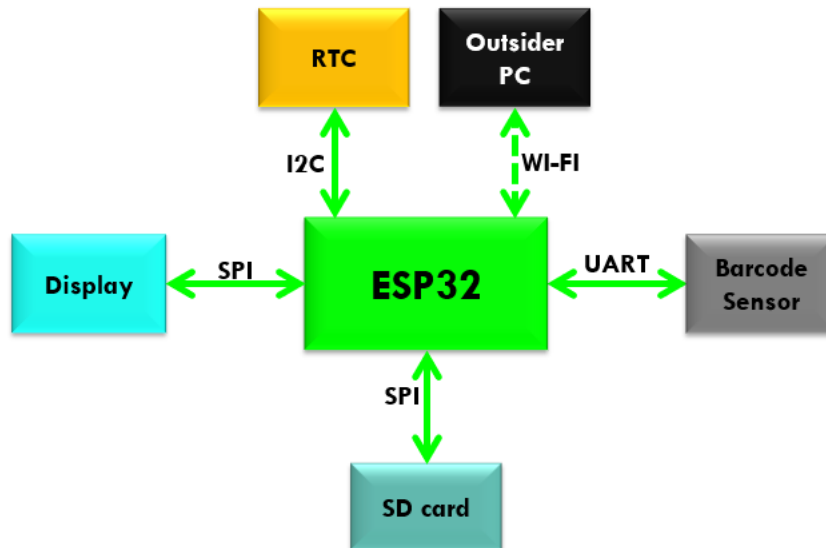 RTC
Outsider
PC
I2C
WI-FI
Display
SPI
ESP32
UART
Barcode
Sensor
SPI
SD card